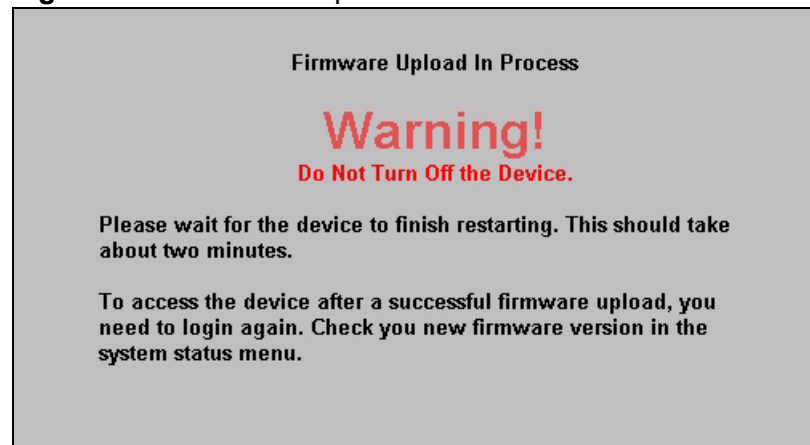 Firmware Upload In Process
Warning!
Do Not Turn Off the Device.
Please wait for the device to finish restarting. This should take
about two minutes.
To access the device after a successful firmware upload, you
need to login again. Check you new firmware version in the
system status menu.